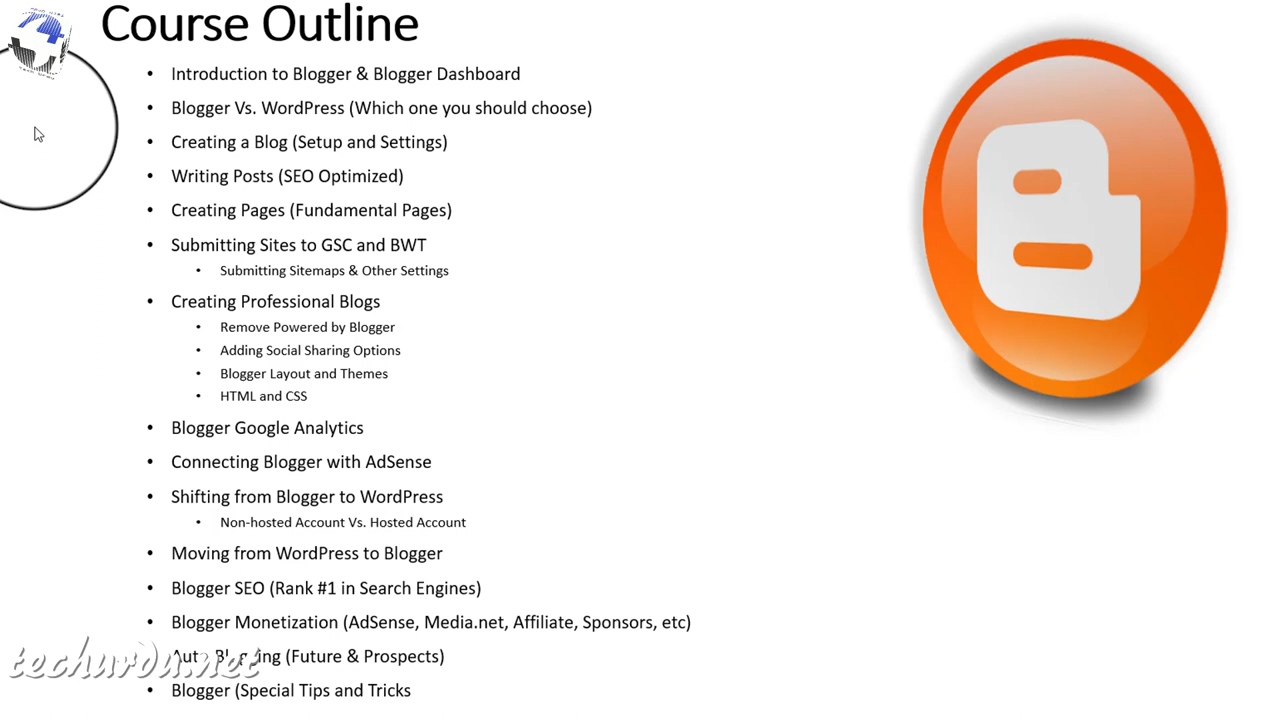 Course Outline
• Introduction to Blogger & Blogger Dashboard
• Blogger Vs. WordPress (Which one you should choose)
• Creating a Blog (Setup and Settings)
• Writing Posts (SEO Optimized)
• Creating Pages (Fundamental Pages)
• Submitting Sites to GSC and BWT
• Submitting Sitemaps & Other Settings
• Creating Professional Blogs
• Remove Powered by Blogger
• Adding Social Sharing Options
• Blogger Layout and Themes
• HTML and CSS
• Blogger Google Analytics
• Connecting Blogger with AdSense
• Shifting from Blogger to WordPress
• Non-hosted Account Vs. Hosted Account
• Moving from WordPress to Blogger
• Blogger SEO (Rank #1 in Search Engines)
• Blogger Monetization (AdSense, Media.net, Affiliate, Sponsors, etc)
Auto Blogging (Future & Prospects)
techurdu.net
• Blogger (Special Tips and Tricks